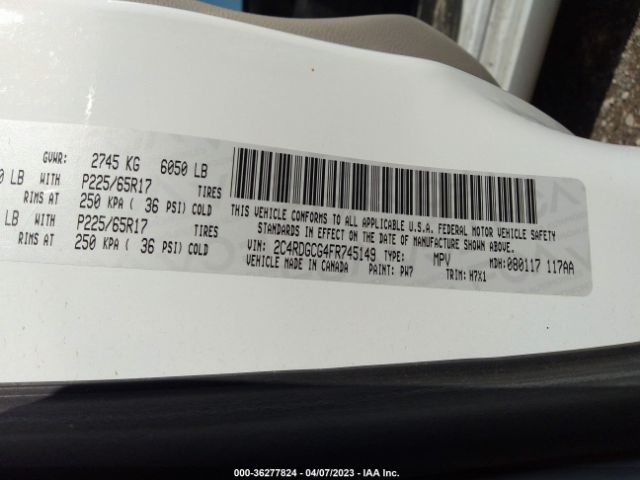 GVWR: 2745 KG 6050 LB
LB WITH P225/65R17 TIRES
RIMS AT 250 KPA ( 36 PSI) COLD
LB WITH P225/65R17 TIRES
RIMS AT 250 KPA ( 36 PSI) COLD
THIS VEHICLE CONFORMS TO ALL APPLICABLE U.S.A. FEDERAL MOTOR VEHICLE SAFETY
STANDARDS IN EFFECT ON THE DATE OF MANUFACTURE SHOWN ABOVE.
VIN: 2C4RDGCG4FR745149 TYPE: MPV MDH: 080117 117AA
VEHICLE MADE IN CANADA PAINT: PW7 TRIM: H7X1
000-36277824 - 04/07/2023 - IAA Inc.